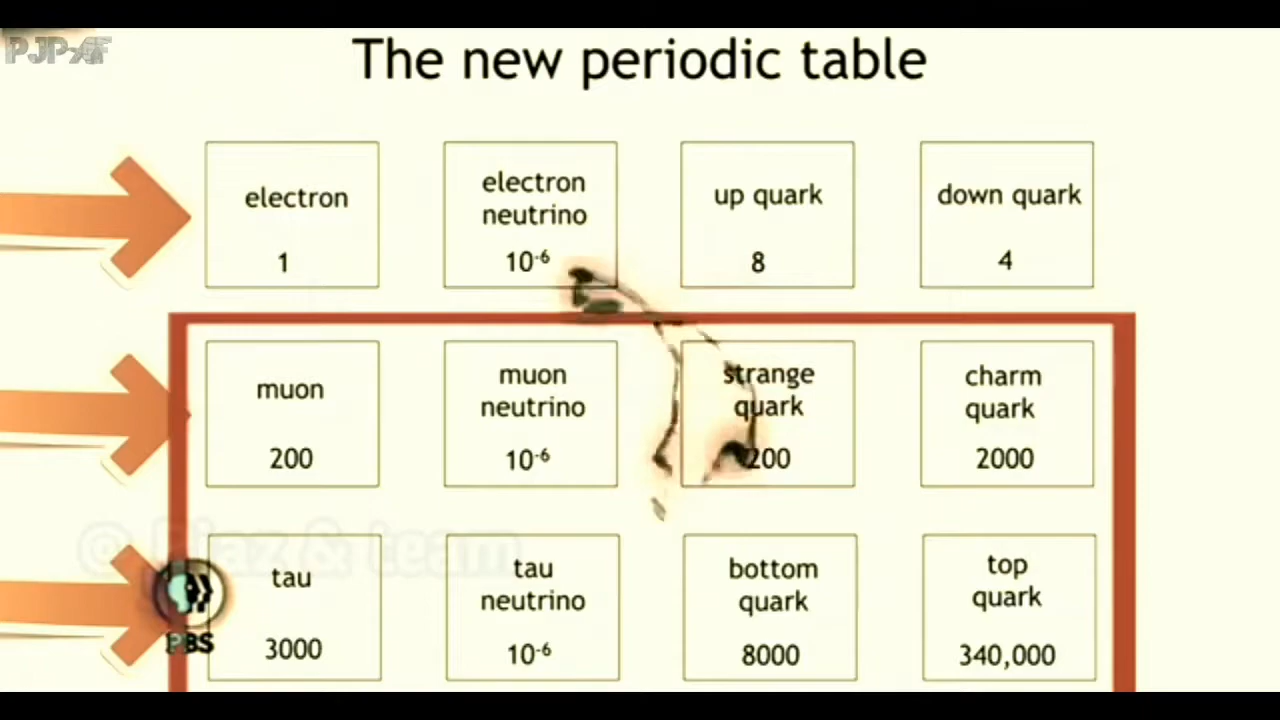 PJP
The new periodic table
electron
1
electron
neutrino
10⁻⁶
up quark
8
down quark
4
muon
200
muon
neutrino
10⁻⁶
strange
quark
200
charm
quark
2000
@ & team
tau
3000
tau
neutrino
10⁻⁶
bottom
quark
8000
top
quark
340,000
PBS